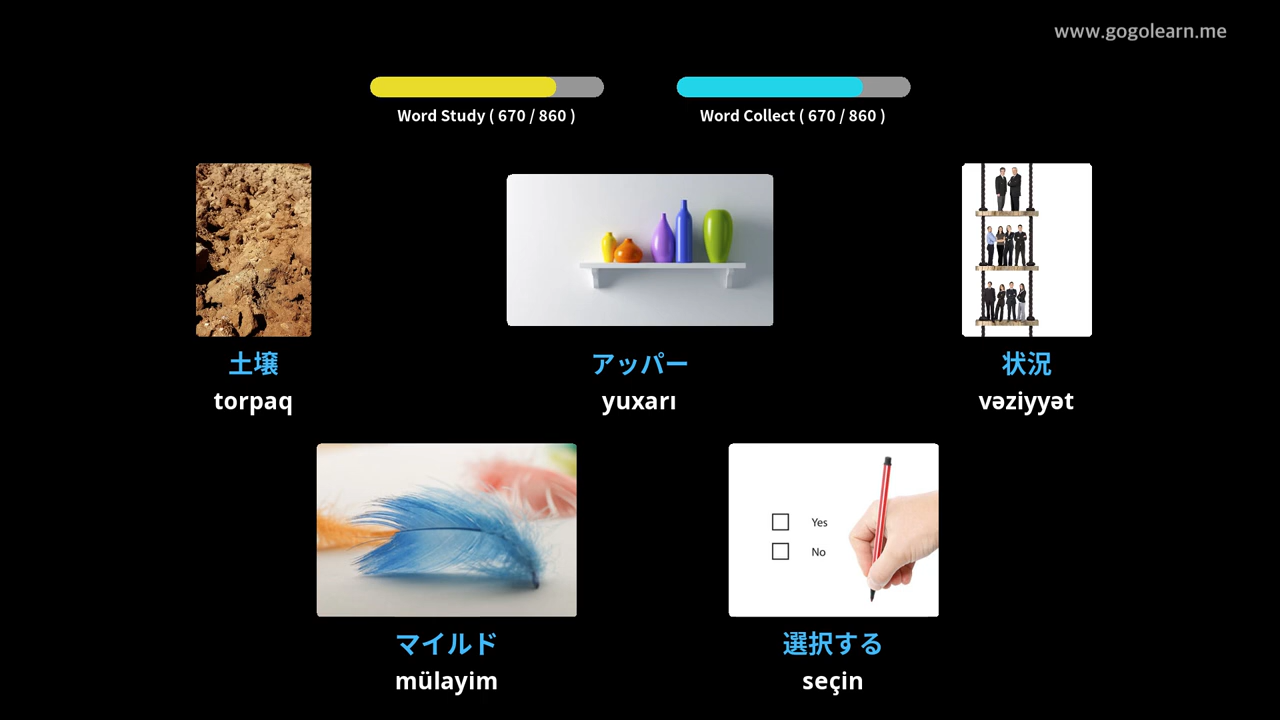 www.gogolearn.me
Word Study ( 670 / 860 )
Word Collect ( 670 / 860 )
土壌
torpaq
アッパー
yuxarı
状況
vəziyyət
Yes
No
マイルド
mülayim
選択する
seçin